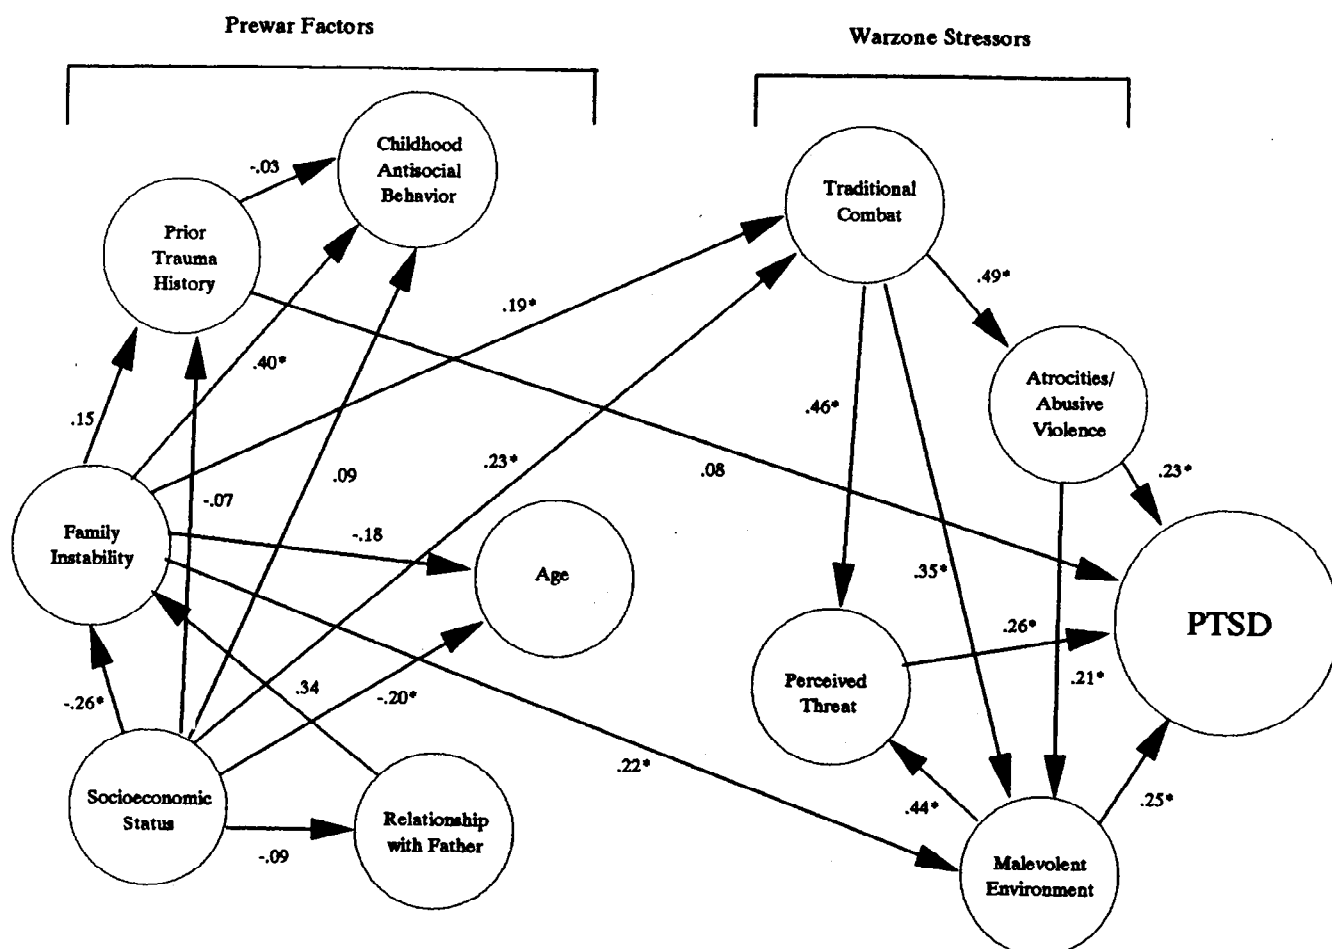 Prewar Factors
Warzone Stressors
Childhood
Antisocial
Behavior
-.03
Traditional
Combat
Prior
Trauma
History
.49*
.19*
.40*
Atrocities/
Abusive
Violence
.46*
.15
.23*
.09
.08
.23*
-.07
Family
Instability
-.18
Age
.35*
PTSD
.26*
.21*
Perceived
Threat
.34
-.20*
-.26*
.22*
Socioeconomic
Status
.44*
.25*
Relationship
with Father
-.09
Malevolent
Environment